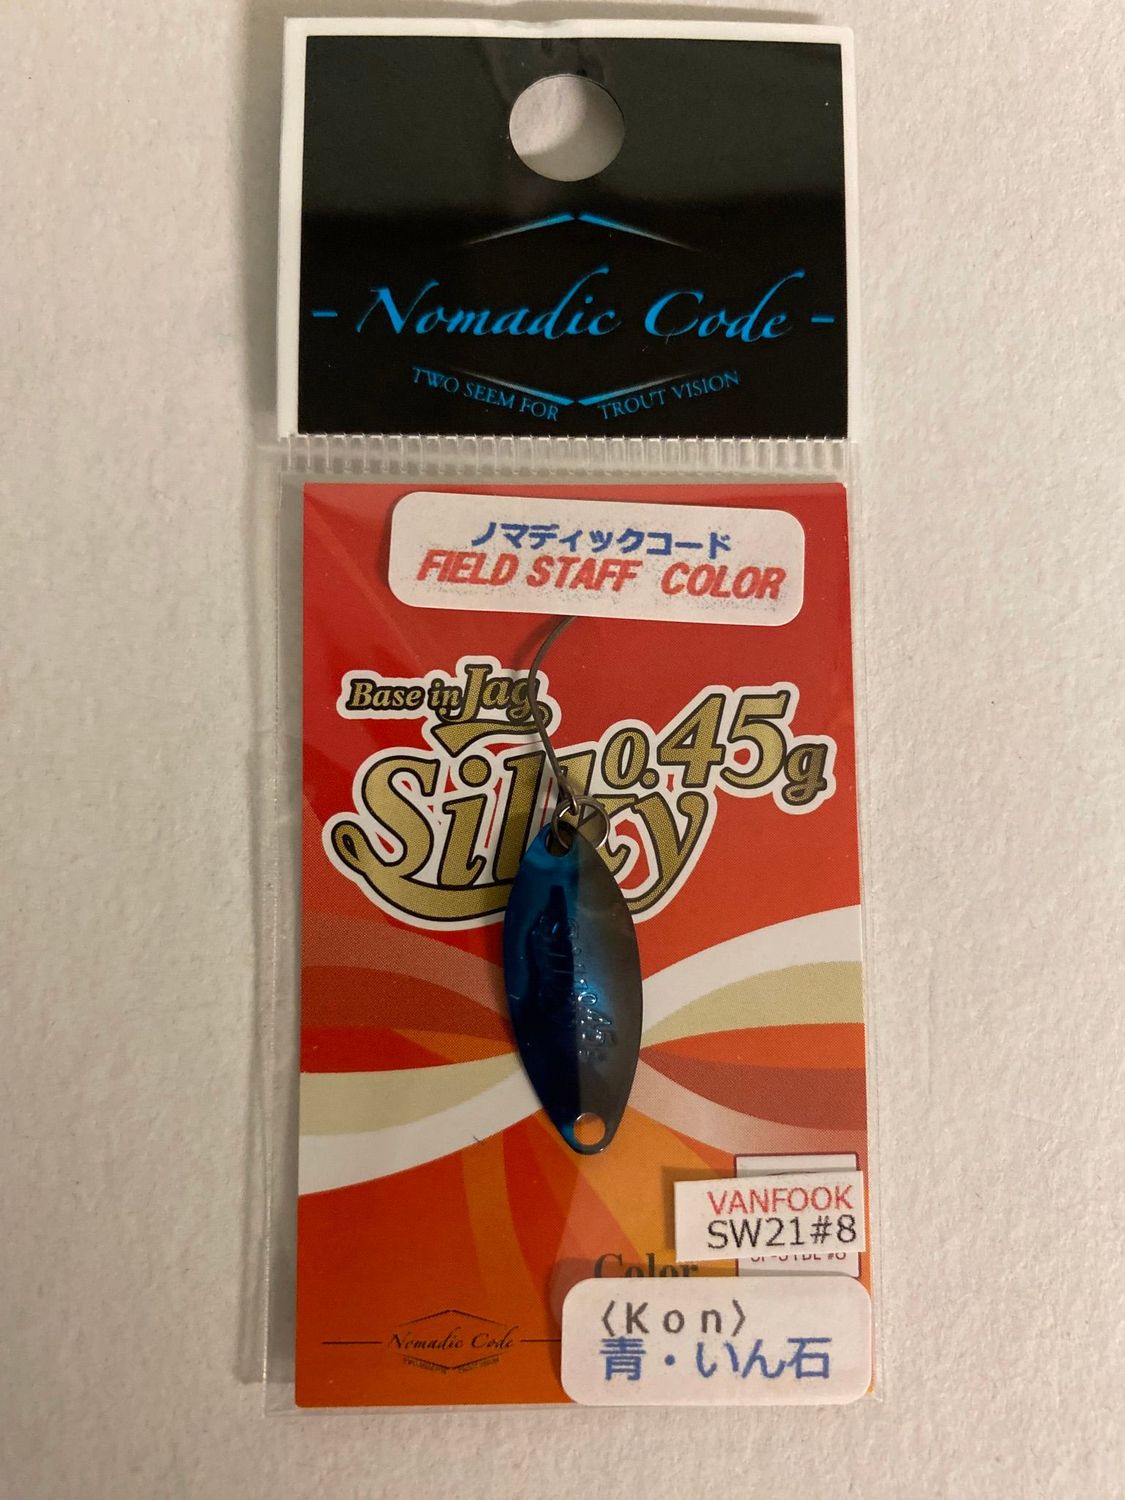 - Nomadic Code -
TWO SEEM FOR TROUT VISION
ノマディックコード
FIELD STAFF COLOR
Base in Jag
Silky 0.45g
VANFOOK
SW21#8
Color
〈Kon〉
青・いん石
Nomadic Code